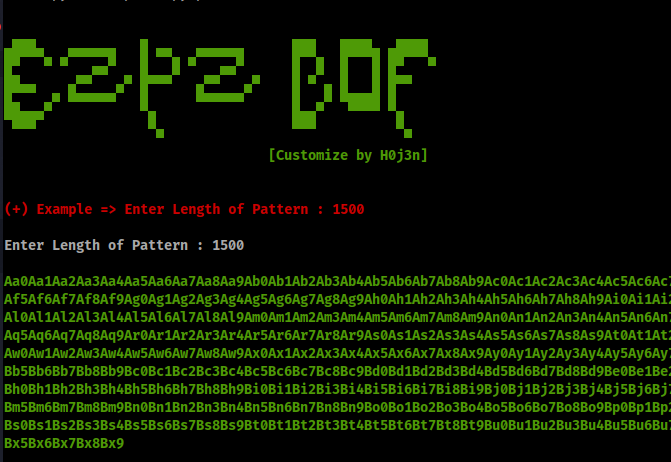 Ezpz BOF
[Customize by H0j3n]
(+) Example => Enter Length of Pattern : 1500
Enter Length of Pattern : 1500
Aa0Aa1Aa2Aa3Aa4Aa5Aa6Aa7Aa8Aa9Ab0Ab1Ab2Ab3Ab4Ab5Ab6Ab7Ab8Ab9Ac0Ac1Ac2Ac3Ac4Ac5Ac6Ac7
Af5Af6Af7Af8Af9Ag0Ag1Ag2Ag3Ag4Ag5Ag6Ag7Ag8Ag9Ah0Ah1Ah2Ah3Ah4Ah5Ah6Ah7Ah8Ah9Ai0Ai1Ai2
Al0Al1Al2Al3Al4Al5Al6Al7Al8Al9Am0Am1Am2Am3Am4Am5Am6Am7Am8Am9An0An1An2An3An4An5An6An7
Aq5Aq6Aq7Aq8Aq9Ar0Ar1Ar2Ar3Ar4Ar5Ar6Ar7Ar8Ar9As0As1As2As3As4As5As6As7As8As9At0At1At2
Aw0Aw1Aw2Aw3Aw4Aw5Aw6Aw7Aw8Aw9Ax0Ax1Ax2Ax3Ax4Ax5Ax6Ax7Ax8Ax9Ay0Ay1Ay2Ay3Ay4Ay5Ay6Ay7
Bb5Bb6Bb7Bb8Bb9Bc0Bc1Bc2Bc3Bc4Bc5Bc6Bc7Bc8Bc9Bd0Bd1Bd2Bd3Bd4Bd5Bd6Bd7Bd8Bd9Be0Be1Be2
Bh0Bh1Bh2Bh3Bh4Bh5Bh6Bh7Bh8Bh9Bi0Bi1Bi2Bi3Bi4Bi5Bi6Bi7Bi8Bi9Bj0Bj1Bj2Bj3Bj4Bj5Bj6Bj7
Bm5Bm6Bm7Bm8Bm9Bn0Bn1Bn2Bn3Bn4Bn5Bn6Bn7Bn8Bn9Bo0Bo1Bo2Bo3Bo4Bo5Bo6Bo7Bo8Bo9Bp0Bp1Bp2
Bs0Bs1Bs2Bs3Bs4Bs5Bs6Bs7Bs8Bs9Bt0Bt1Bt2Bt3Bt4Bt5Bt6Bt7Bt8Bt9Bu0Bu1Bu2Bu3Bu4Bu5Bu6Bu7
Bx5Bx6Bx7Bx8Bx9